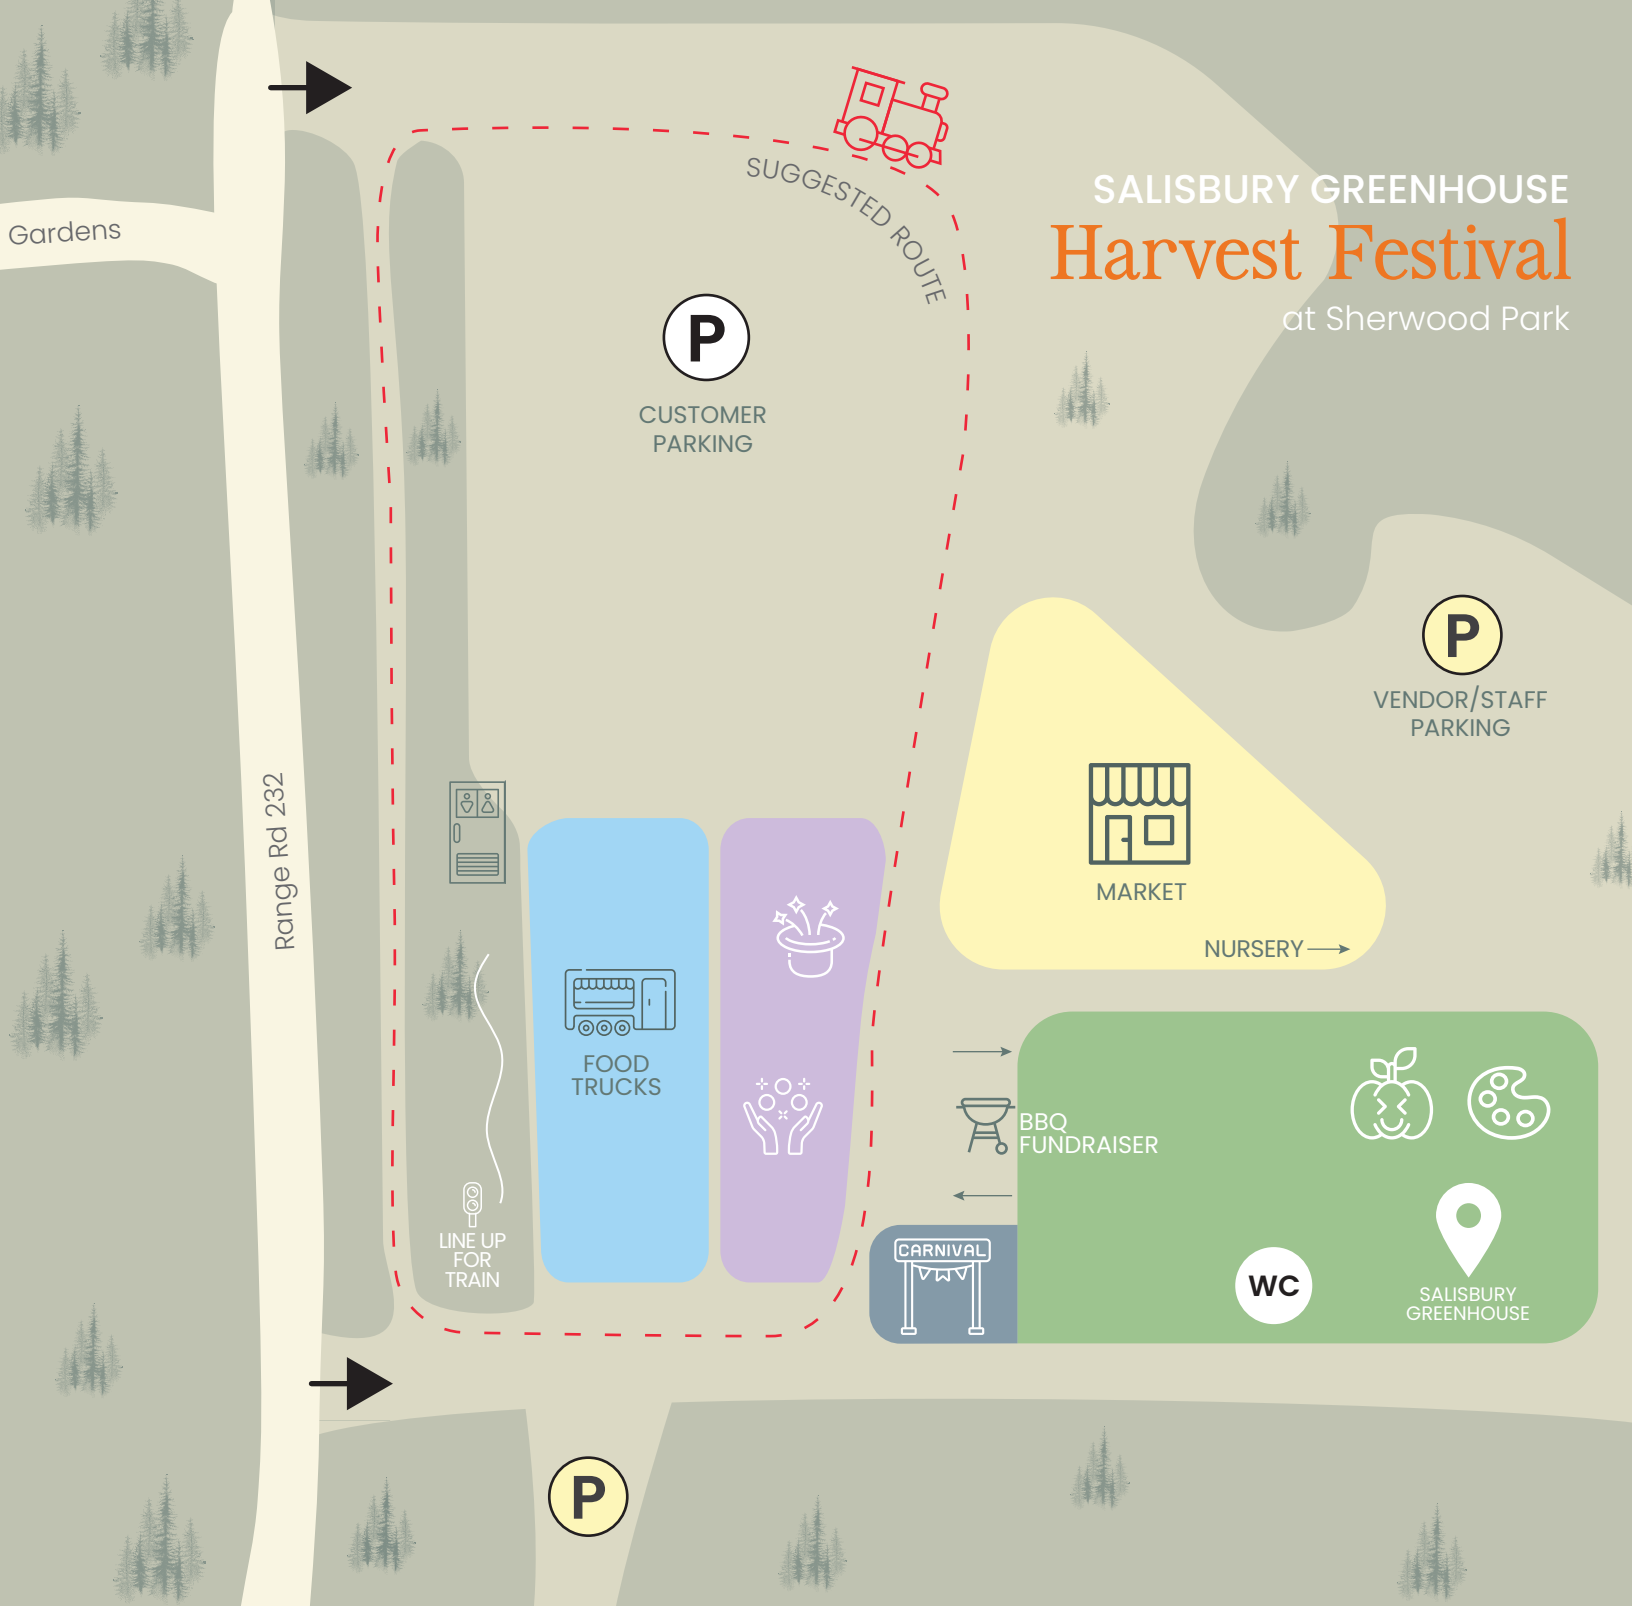 SALISBURY GREENHOUSE
Harvest Festival
at Sherwood Park
SUGGESTED ROUTE
Gardens
P
CUSTOMER
PARKING
P
VENDOR/STAFF
PARKING
Range Rd 232
MARKET
NURSERY
FOOD
TRUCKS
BBQ
FUNDRAISER
LINE UP
FOR
TRAIN
CARNIVAL
WC
SALISBURY
GREENHOUSE
P